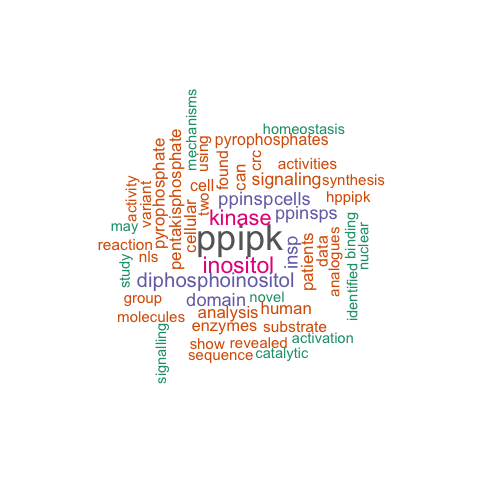 mechanisms
homeostasis
pyrophosphates
using
crc
found
can
activities
pyrophosphate
pentakisphosphate
signaling
synthesis
activity
variant
cell
two
ppinsp
cells
hppipk
cellular
kinase
ppinsps
may
ppipk
reaction
nls
insp
patients
data
analogues
identified
binding
nuclear
study
inositol
diphosphoinositol
group
domain
novel
molecules
analysis
human
enzymes
substrate
signalling
show
revealed
activation
sequence
catalytic